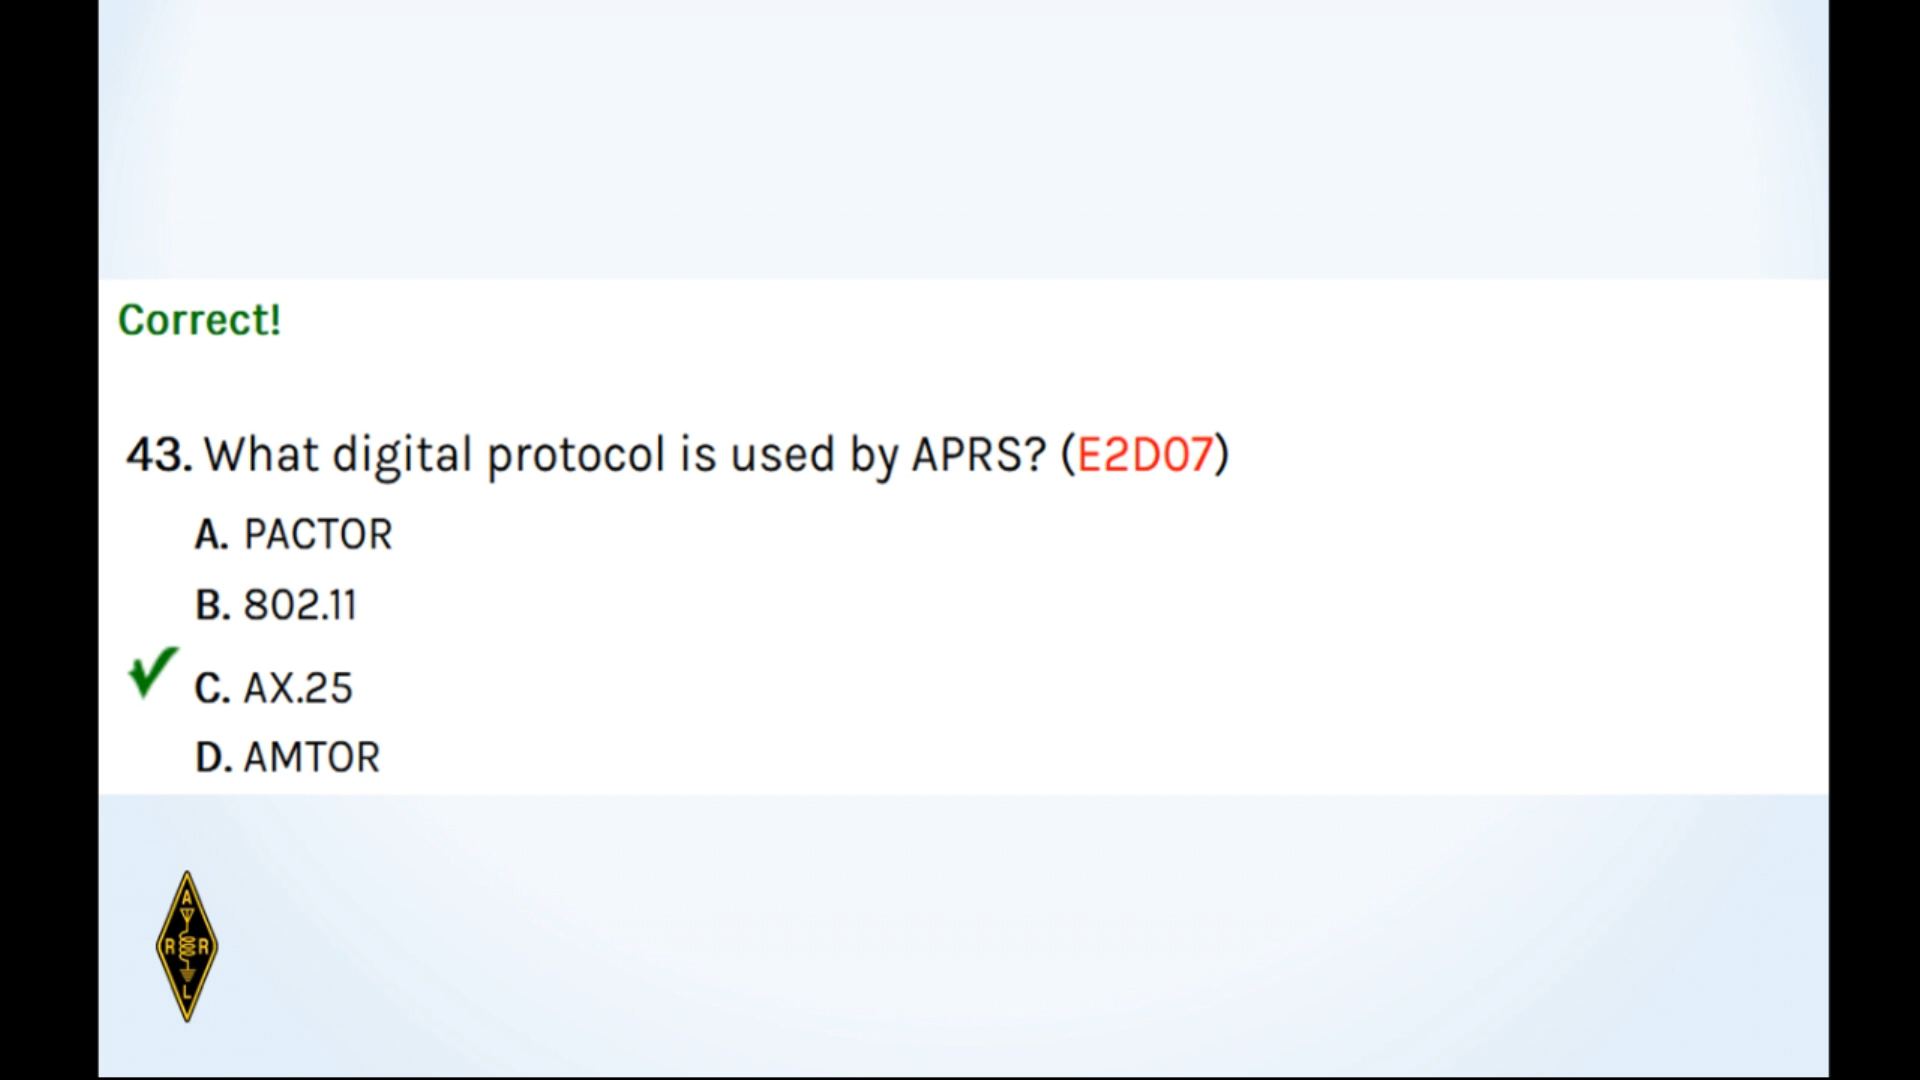 Correct!
43. What digital protocol is used by APRS? (E2D07)
A. PACTOR
B. 802.11
C. AX.25
D. AMTOR
A
R R
L